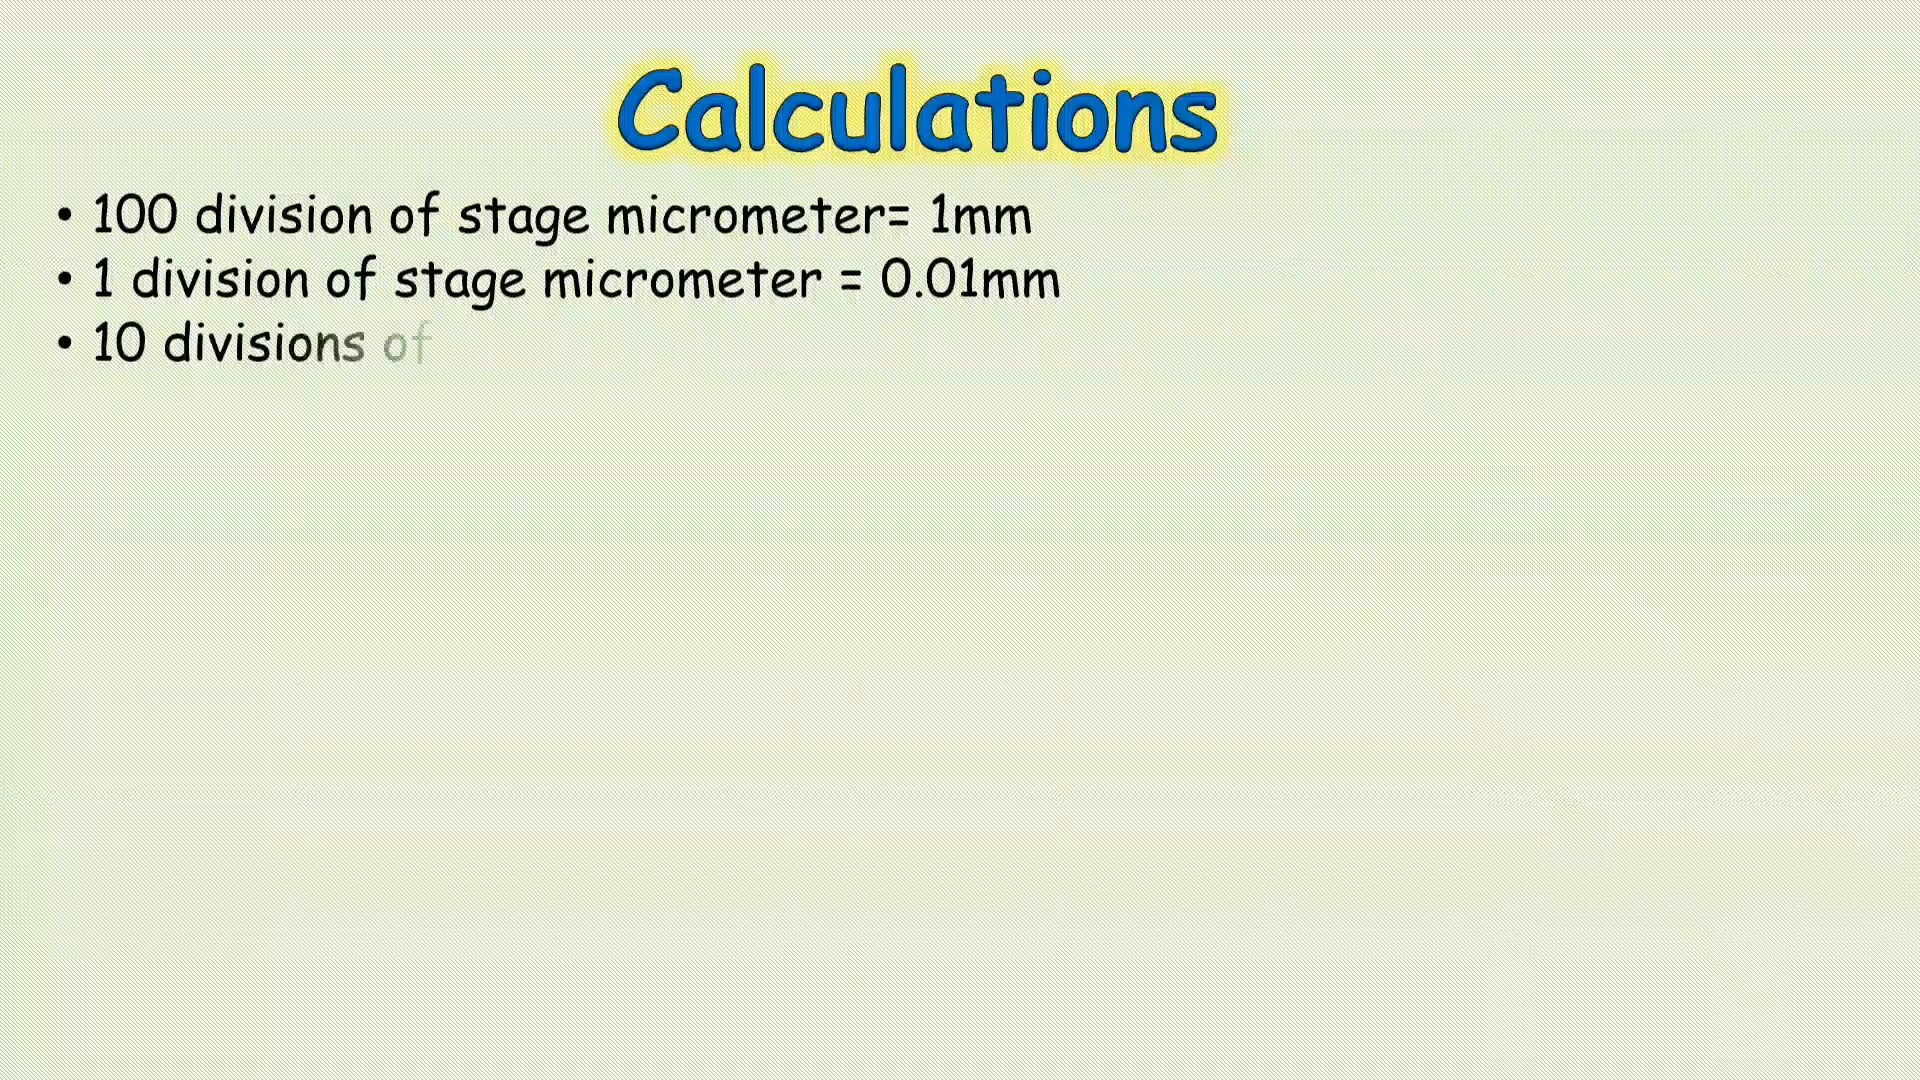 Calculations
• 100 division of stage micrometer= 1mm
• 1 division of stage micrometer = 0.01mm
• 10 divisions of